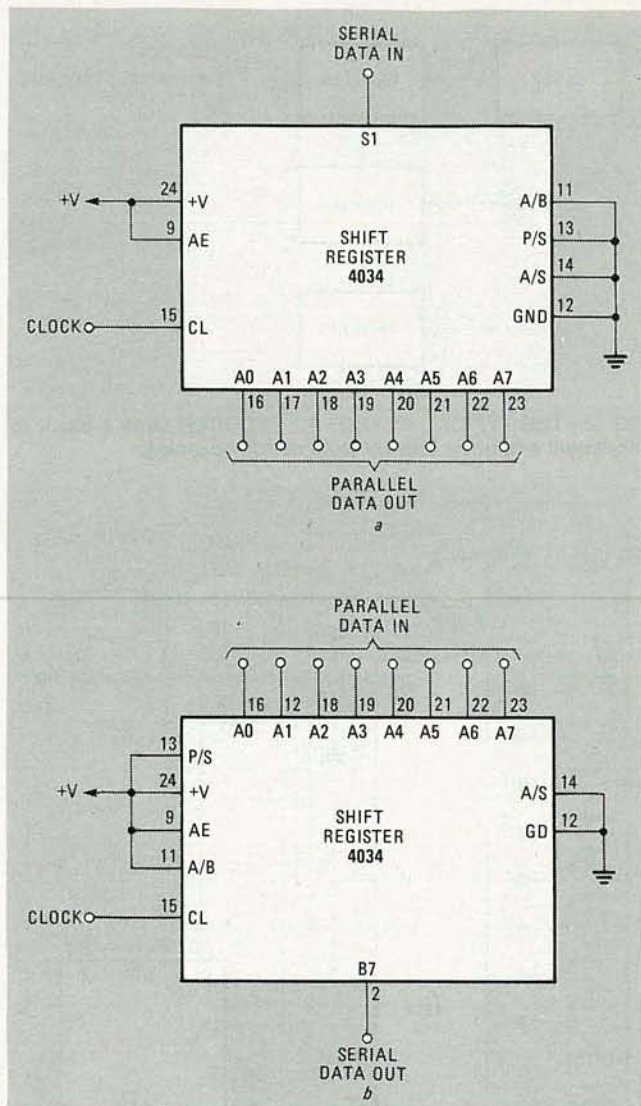 SERIAL
DATA IN
S1
24
+V
+V
9
AE
15
CLOCK
CL
SHIFT
REGISTER
4034
A/B
11
P/S
13
A/S
14
GND
12
A0 A1 A2 A3 A4 A5 A6 A7
16 17 18 19 20 21 22 23
PARALLEL
DATA OUT
a
PARALLEL
DATA IN
16 12 18 19 20 21 22 23
A0 A1 A2 A3 A4 A5 A6 A7
13
P/S
24
+V
+V
9
AE
11
A/B
15
CLOCK
CL
SHIFT
REGISTER
4034
A/S
14
GD
12
B7
2
SERIAL
DATA OUT
b